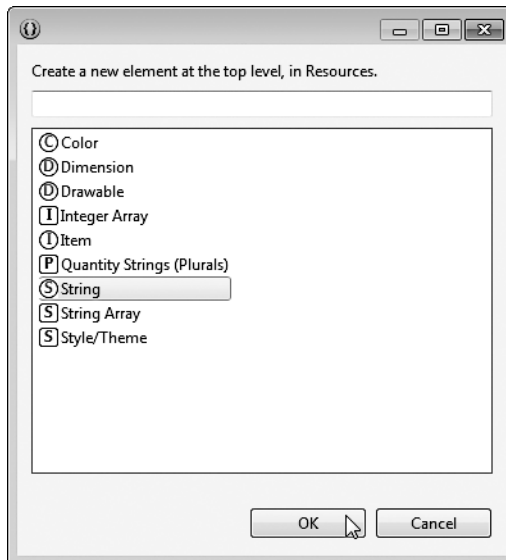 Create a new element at the top level, in Resources.
C Color
D Dimension
D Drawable
I Integer Array
I Item
P Quantity Strings (Plurals)
S String
S String Array
S Style/Theme
OK Cancel